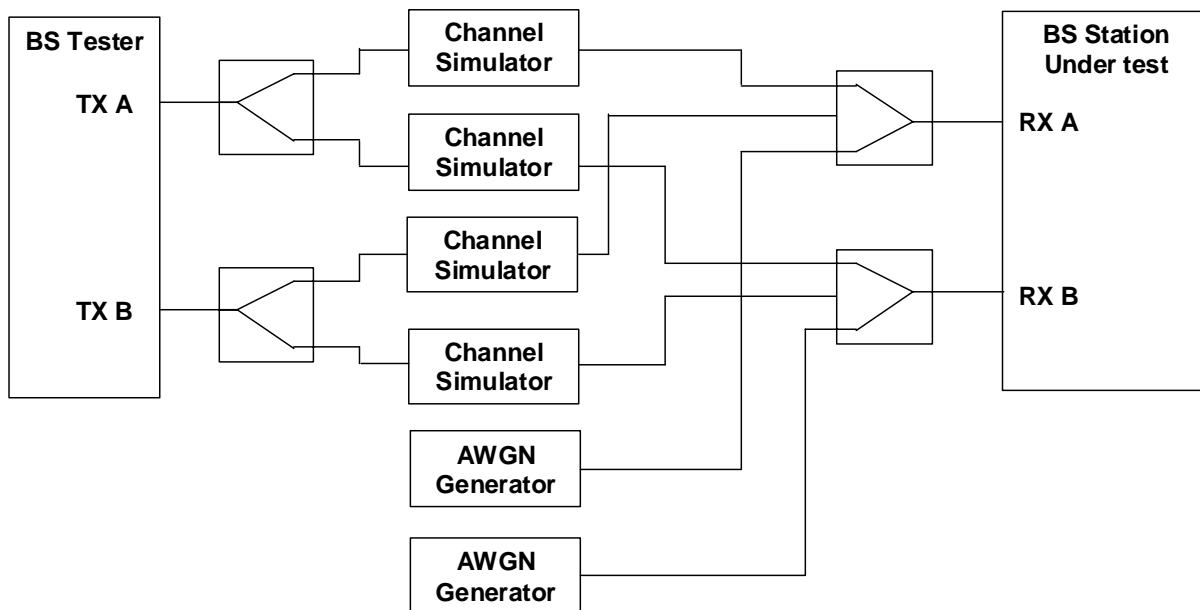 BS Tester
TX A
TX B
Channel
Simulator
Channel
Simulator
Channel
Simulator
Channel
Simulator
AWGN
Generator
AWGN
Generator
BS Station
Under test
RX A
RX B